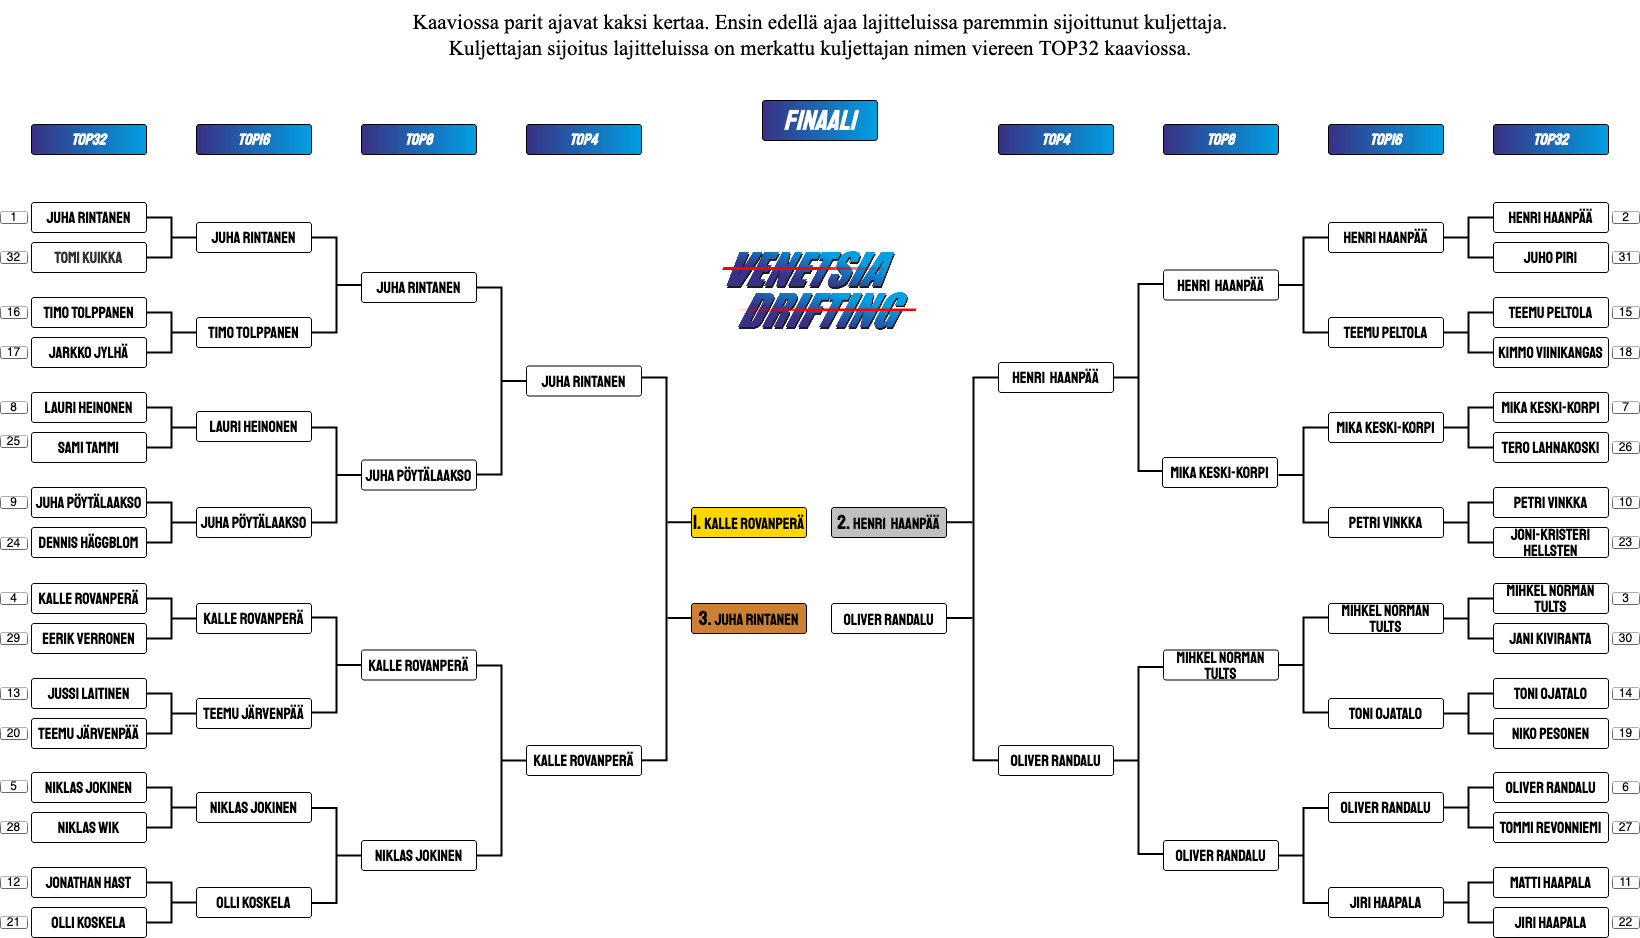 Kaaviossa parit ajavat kaksi kertaa. Ensin edellä ajaa lajitteluissa paremmin sijoittunut kuljettaja.
Kuljettajan sijoitus lajitteluissa on merkattu kuljettajan nimen viereen TOP32 kaaviossa.
FINAALI
TOP32
TOP16
TOP8
TOP4
TOP4
TOP8
TOP16
TOP32
VENETSIA
DRIFTING
1 JUHA RINTANEN
32 TOMI KUIKKA
16 TIMO TOLPPANEN
17 JARKKO JYLHÄ
8 LAURI HEINONEN
25 SAMI TAMMI
9 JUHA PÖYTÄLAAKSO
24 DENNIS HÄGGBLOM
4 KALLE ROVANPERÄ
29 EERIK VERRONEN
13 JUSSI LAITINEN
20 TEEMU JÄRVENPÄÄ
5 NIKLAS JOKINEN
28 NIKLAS WIK
12 JONATHAN HAST
21 OLLI KOSKELA
JUHA RINTANEN
TIMO TOLPPANEN
LAURI HEINONEN
JUHA PÖYTÄLAAKSO
KALLE ROVANPERÄ
TEEMU JÄRVENPÄÄ
NIKLAS JOKINEN
OLLI KOSKELA
JUHA RINTANEN
JUHA PÖYTÄLAAKSO
KALLE ROVANPERÄ
NIKLAS JOKINEN
JUHA RINTANEN
KALLE ROVANPERÄ
1. KALLE ROVANPERÄ
2. HENRI HAANPÄÄ
3. JUHA RINTANEN
OLIVER RANDALU
HENRI HAANPÄÄ
OLIVER RANDALU
HENRI HAANPÄÄ
MIKA KESKI-KORPI
MIHKEL NORMAN
TULTS
OLIVER RANDALU
HENRI HAANPÄÄ
TEEMU PELTOLA
MIKA KESKI-KORPI
PETRI VINKKA
MIHKEL NORMAN
TULTS
TONI OJATALO
OLIVER RANDALU
JIRI HAAPALA
HENRI HAANPÄÄ 2
JUHO PIRI 31
TEEMU PELTOLA 15
KIMMO VIINIKANGAS 18
MIKA KESKI-KORPI 7
TERO LAHNAKOSKI 26
PETRI VINKKA 10
JONI-KRISTERI
HELLSTEN 23
MIHKEL NORMAN
TULTS 3
JANI KIVIRANTA 30
TONI OJATALO 14
NIKO PESONEN 19
OLIVER RANDALU 6
TOMMI REVONNIEMI 27
MATTI HAAPALA 11
JIRI HAAPALA 22